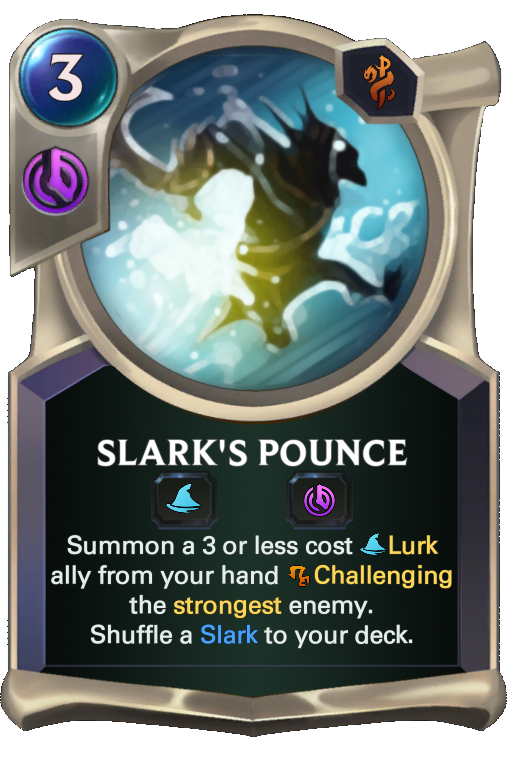 3
SLARK'S POUNCE
Summon a 3 or less cost Lurk
ally from your hand Challenging
the strongest enemy.
Shuffle a Slark to your deck.